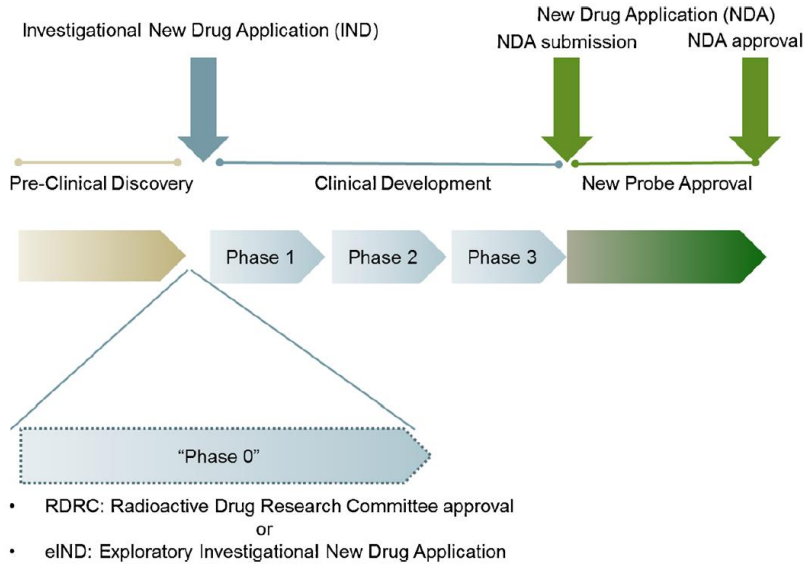 Investigational New Drug Application (IND)
New Drug Application (NDA)
NDA submission
NDA approval
Pre-Clinical Discovery
Clinical Development
New Probe Approval
Phase 1
Phase 2
Phase 3
“Phase 0”
• RDRC: Radioactive Drug Research Committee approval
or
• eIND: Exploratory Investigational New Drug Application